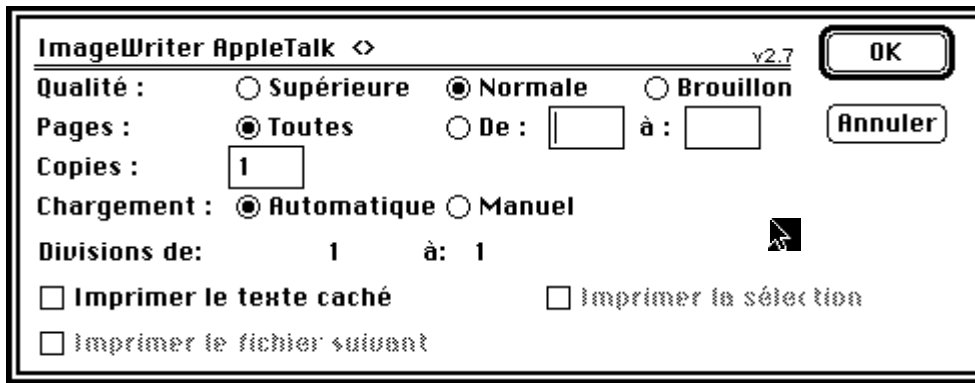 ImageWriter AppleTalk <> v2.7 OK
Qualité : Supérieure Normale Brouillon
Pages : Toutes De : à : Annuler
Copies : 1
Chargement : Automatique Manuel
Divisions de: 1 à: 1
Imprimer le texte caché Imprimer la sélection
Imprimer le fichier suivant